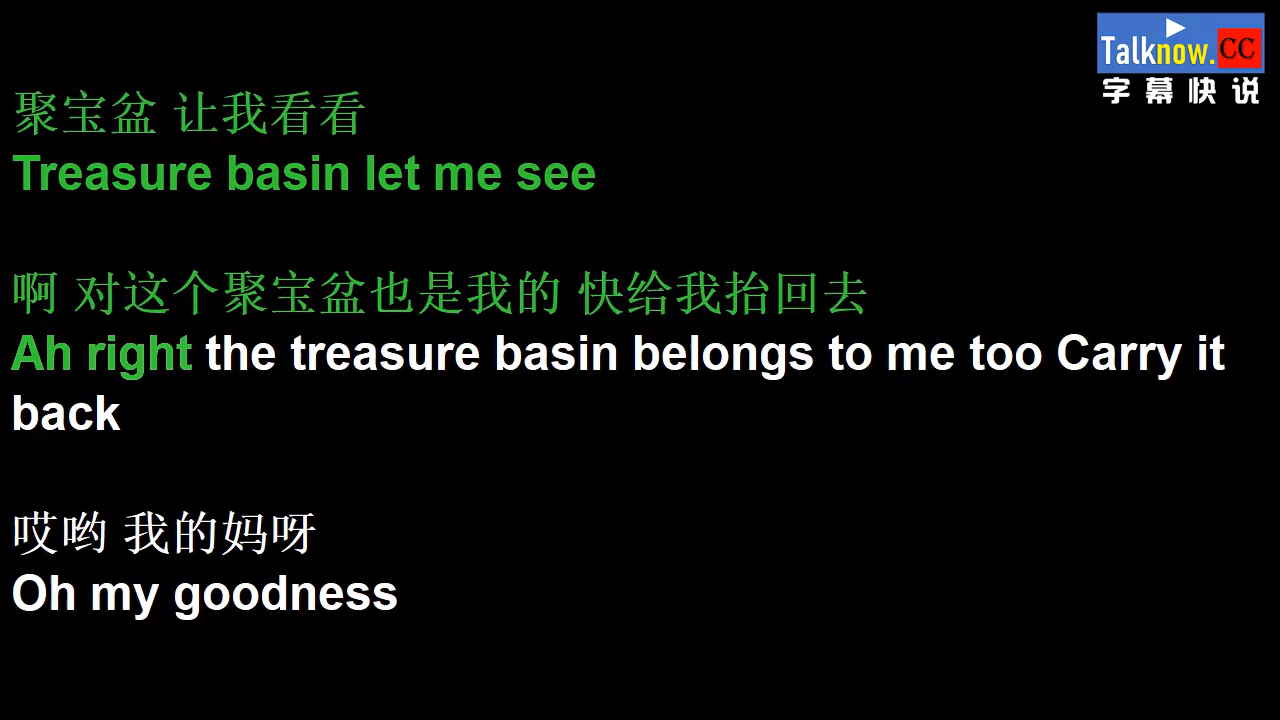 Talknow.CC
字幕快说
聚宝盆 让我看看
Treasure basin let me see
啊 对这个聚宝盆也是我的 快给我抬回去
Ah right the treasure basin belongs to me too Carry it
back
哎哟 我的妈呀
Oh my goodness